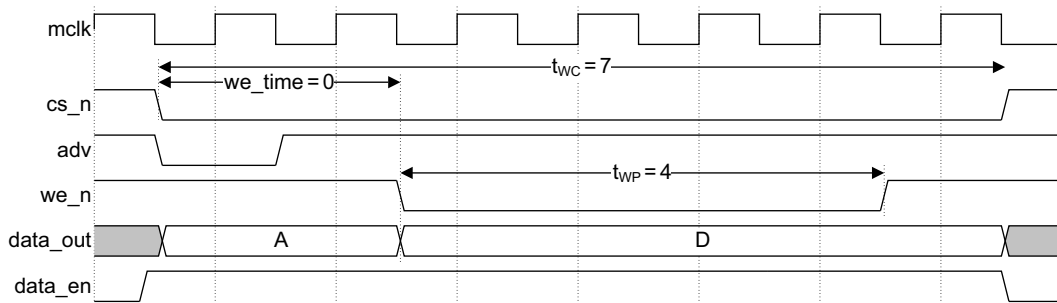 mclk
t_WC = 7
we_time = 0
cs_n
adv
t_WP = 4
we_n
data_out A D
data_en